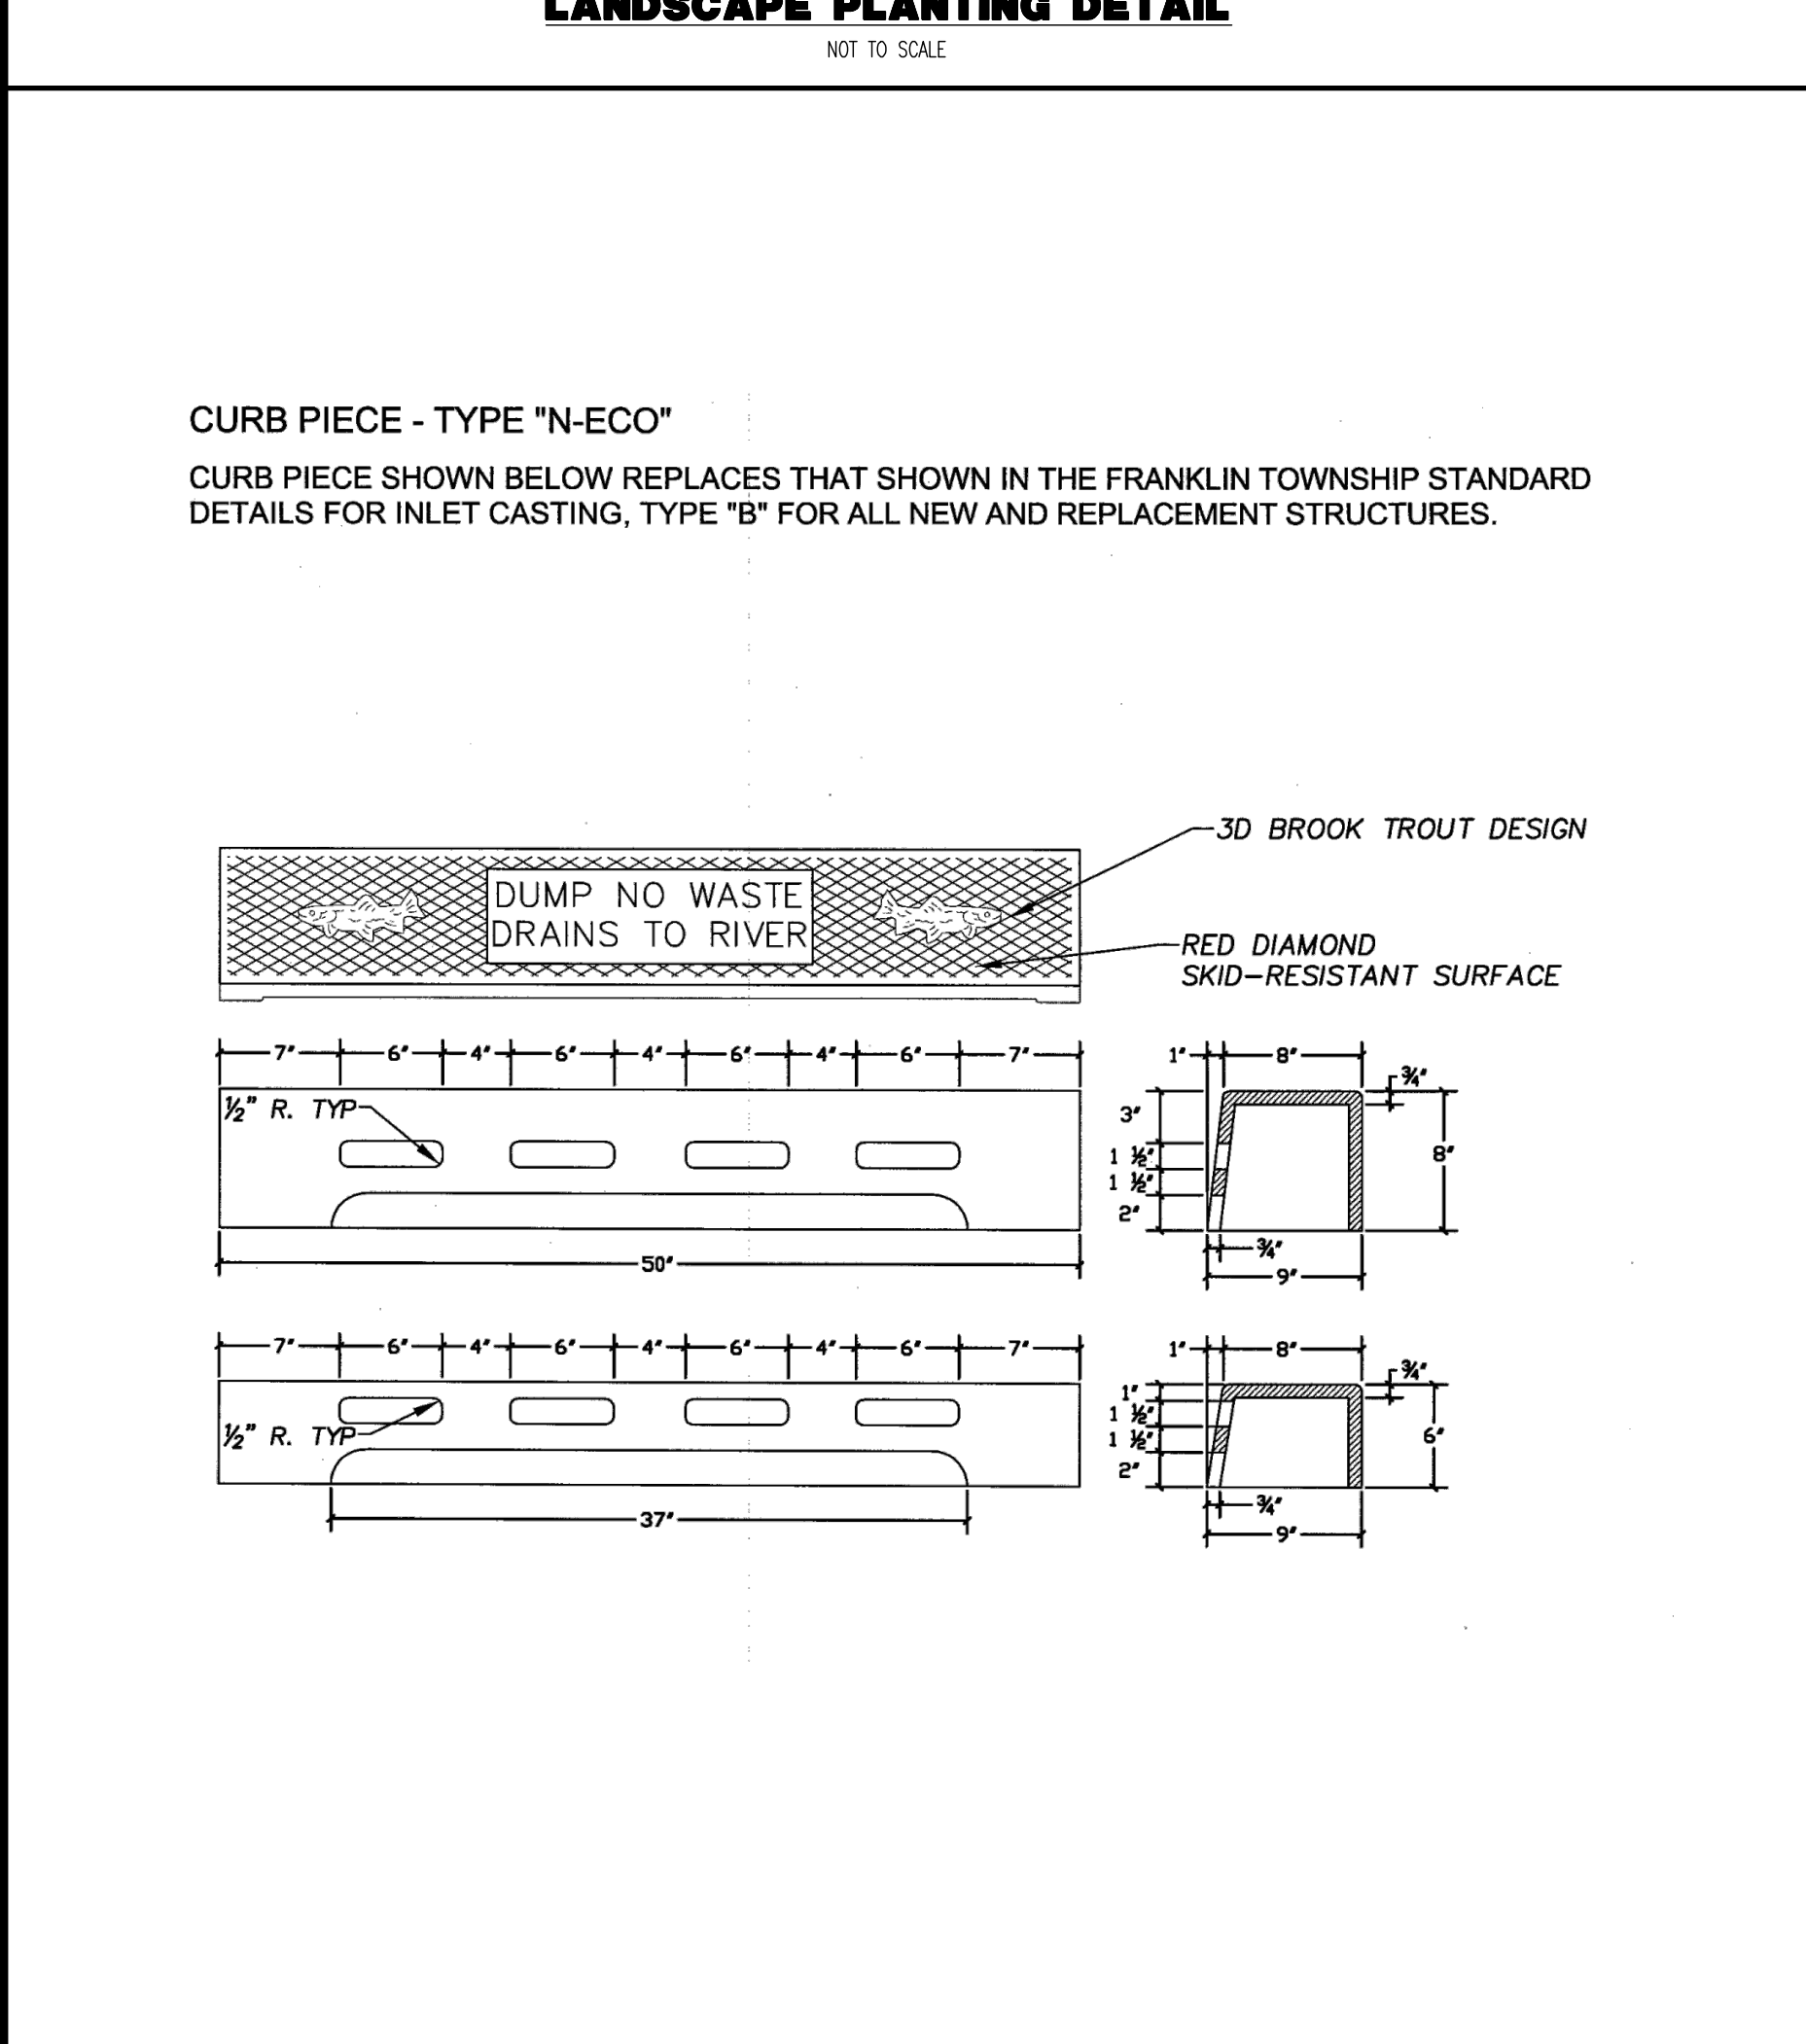 LANDSCAPE PLANTING DETAIL
NOT TO SCALE
CURB PIECE - TYPE "N-ECO"
CURB PIECE SHOWN BELOW REPLACES THAT SHOWN IN THE FRANKLIN TOWNSHIP STANDARD
DETAILS FOR INLET CASTING, TYPE "B" FOR ALL NEW AND REPLACEMENT STRUCTURES.
3D BROOK TROUT DESIGN
DUMP NO WASTE
DRAINS TO RIVER
RED DIAMOND
SKID-RESISTANT SURFACE
7" 6" 4" 6" 4" 6" 4" 6" 7"
1" 8"
¾"
½" R. TYP
3"
1 ½"
8"
1 ½"
2"
¾"
50"
9"
7" 6" 4" 6" 4" 6" 4" 6" 7"
1" 8"
¾"
1"
1 ½"
½" R. TYP
1 ½"
6"
2"
¾"
37"
9"